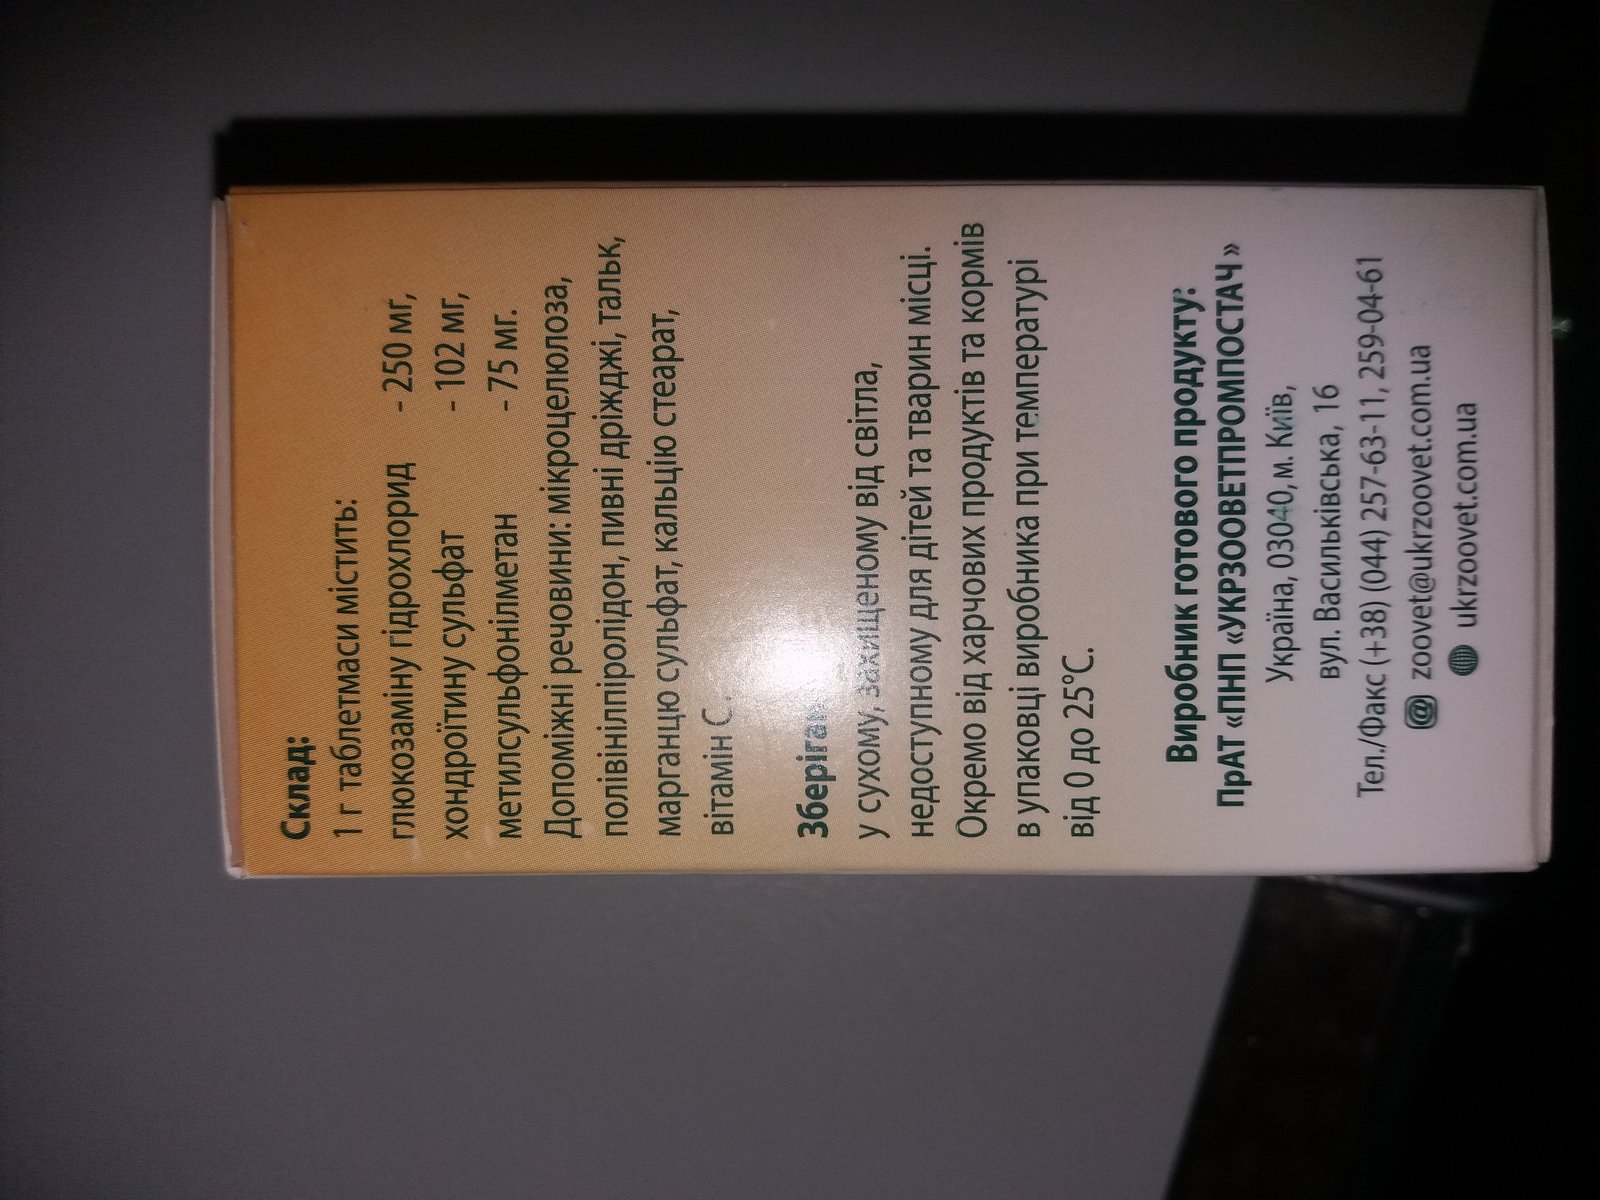 Склад:
1 г таблетмаси містить:
глюкозаміну гідрохлорид - 250 мг,
хондроїтину сульфат - 102 мг,
метилсульфонілметан - 75 мг.
Допоміжні речовини: мікроцелюлоза,
полівінілпіролідон, пивні дріжджі, тальк,
марганцю сульфат, кальцію стеарат,
вітамін С.
у сухому, захищеному від світла,
недоступному для дітей та тварин місці.
Окремо від харчових продуктів та кормів
в упаковці виробника при температурі
від 0 до 25°С.
Виробник готового продукту:
ПрАТ «ПНП «УКРЗООВЕТПРОМПОСТАЧ»
Україна, 03040, м. Київ,
вул. Васильківська, 16
Тел./Факс (+38) (044) 257-63-11, 259-04-61
@ zoovet@ukrzoovet.com.ua
ukrzoovet.com.ua